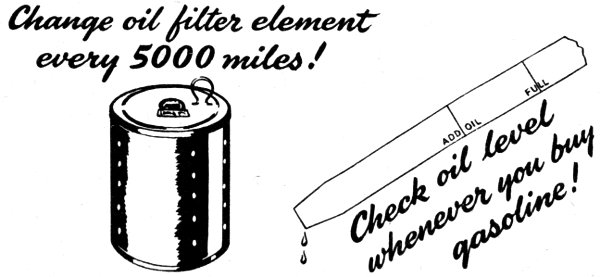 Change oil filter element
every 5000 miles!
ADD OIL
FULL
Check oil level
whenever you buy
gasoline!